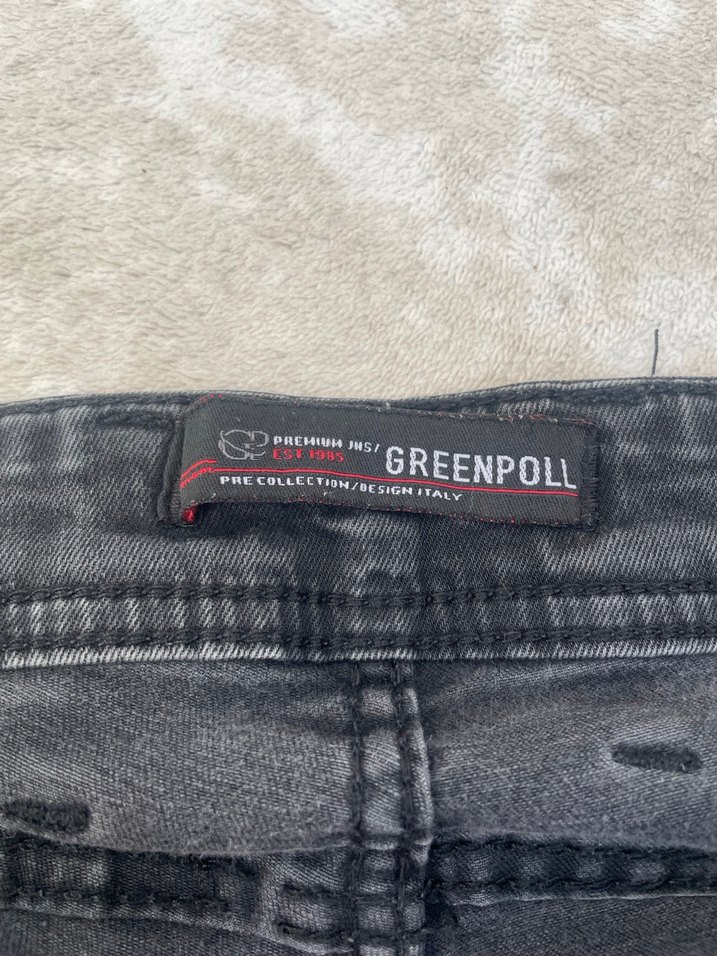 PREMIUM JNS/
EST 1985
GREENPOLL
PRE COLLECTION/DESIGN ITALY